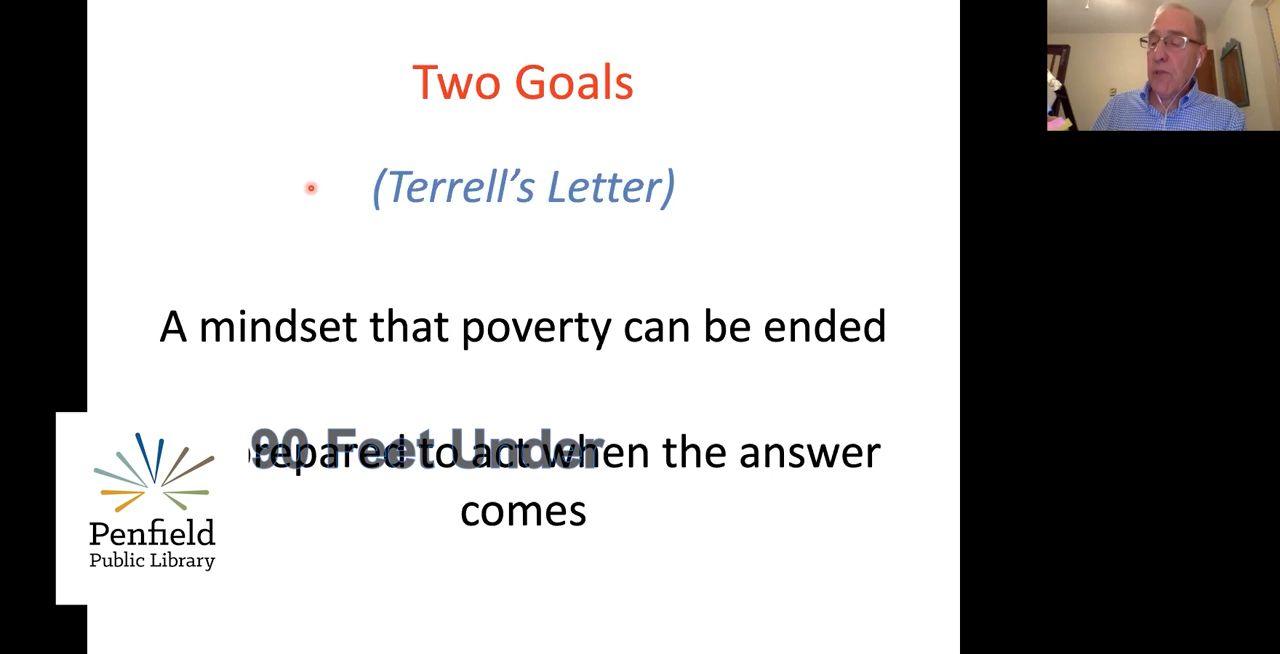 Two Goals
(Terrell's Letter)
A mindset that poverty can be ended
90 Feet Under
prepared to act when the answer
comes
Penfield
Public Library